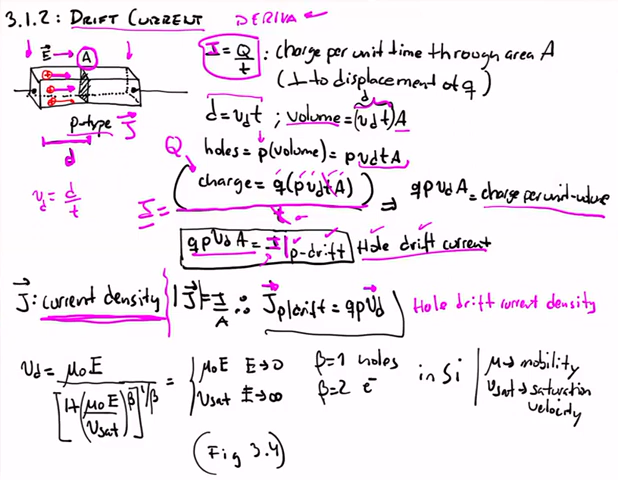 3.1.2: DRIFT CURRENT DERIVA
E⃗ → A
I = Q/t : charge per unit time through area A
(⊥ to displacement of q)
p-type J⃗
d
d = v_d t ; volume = (v_d t) A
d
holes = p(volume) = p v_d t A
v_d = d/t
Q
I = charge = q(p v_d t A) / t ⇒ q p v_d A = charge per unit-volume
q p v_d A = I|p-drift Hole drift current
J⃗ : current density | |J⃗| = I/A ∴ J⃗ p|drift = q p v⃗_d Hole drift current density
v_d = μ₀E / [1+(μ₀E/v_sat)^β]^1/β = { μ₀E E→0 β=1 holes
v_sat E→∞ β=2 e⁻
in Si | μ → mobility
v_sat → saturation
velocity
(Fig 3.4)